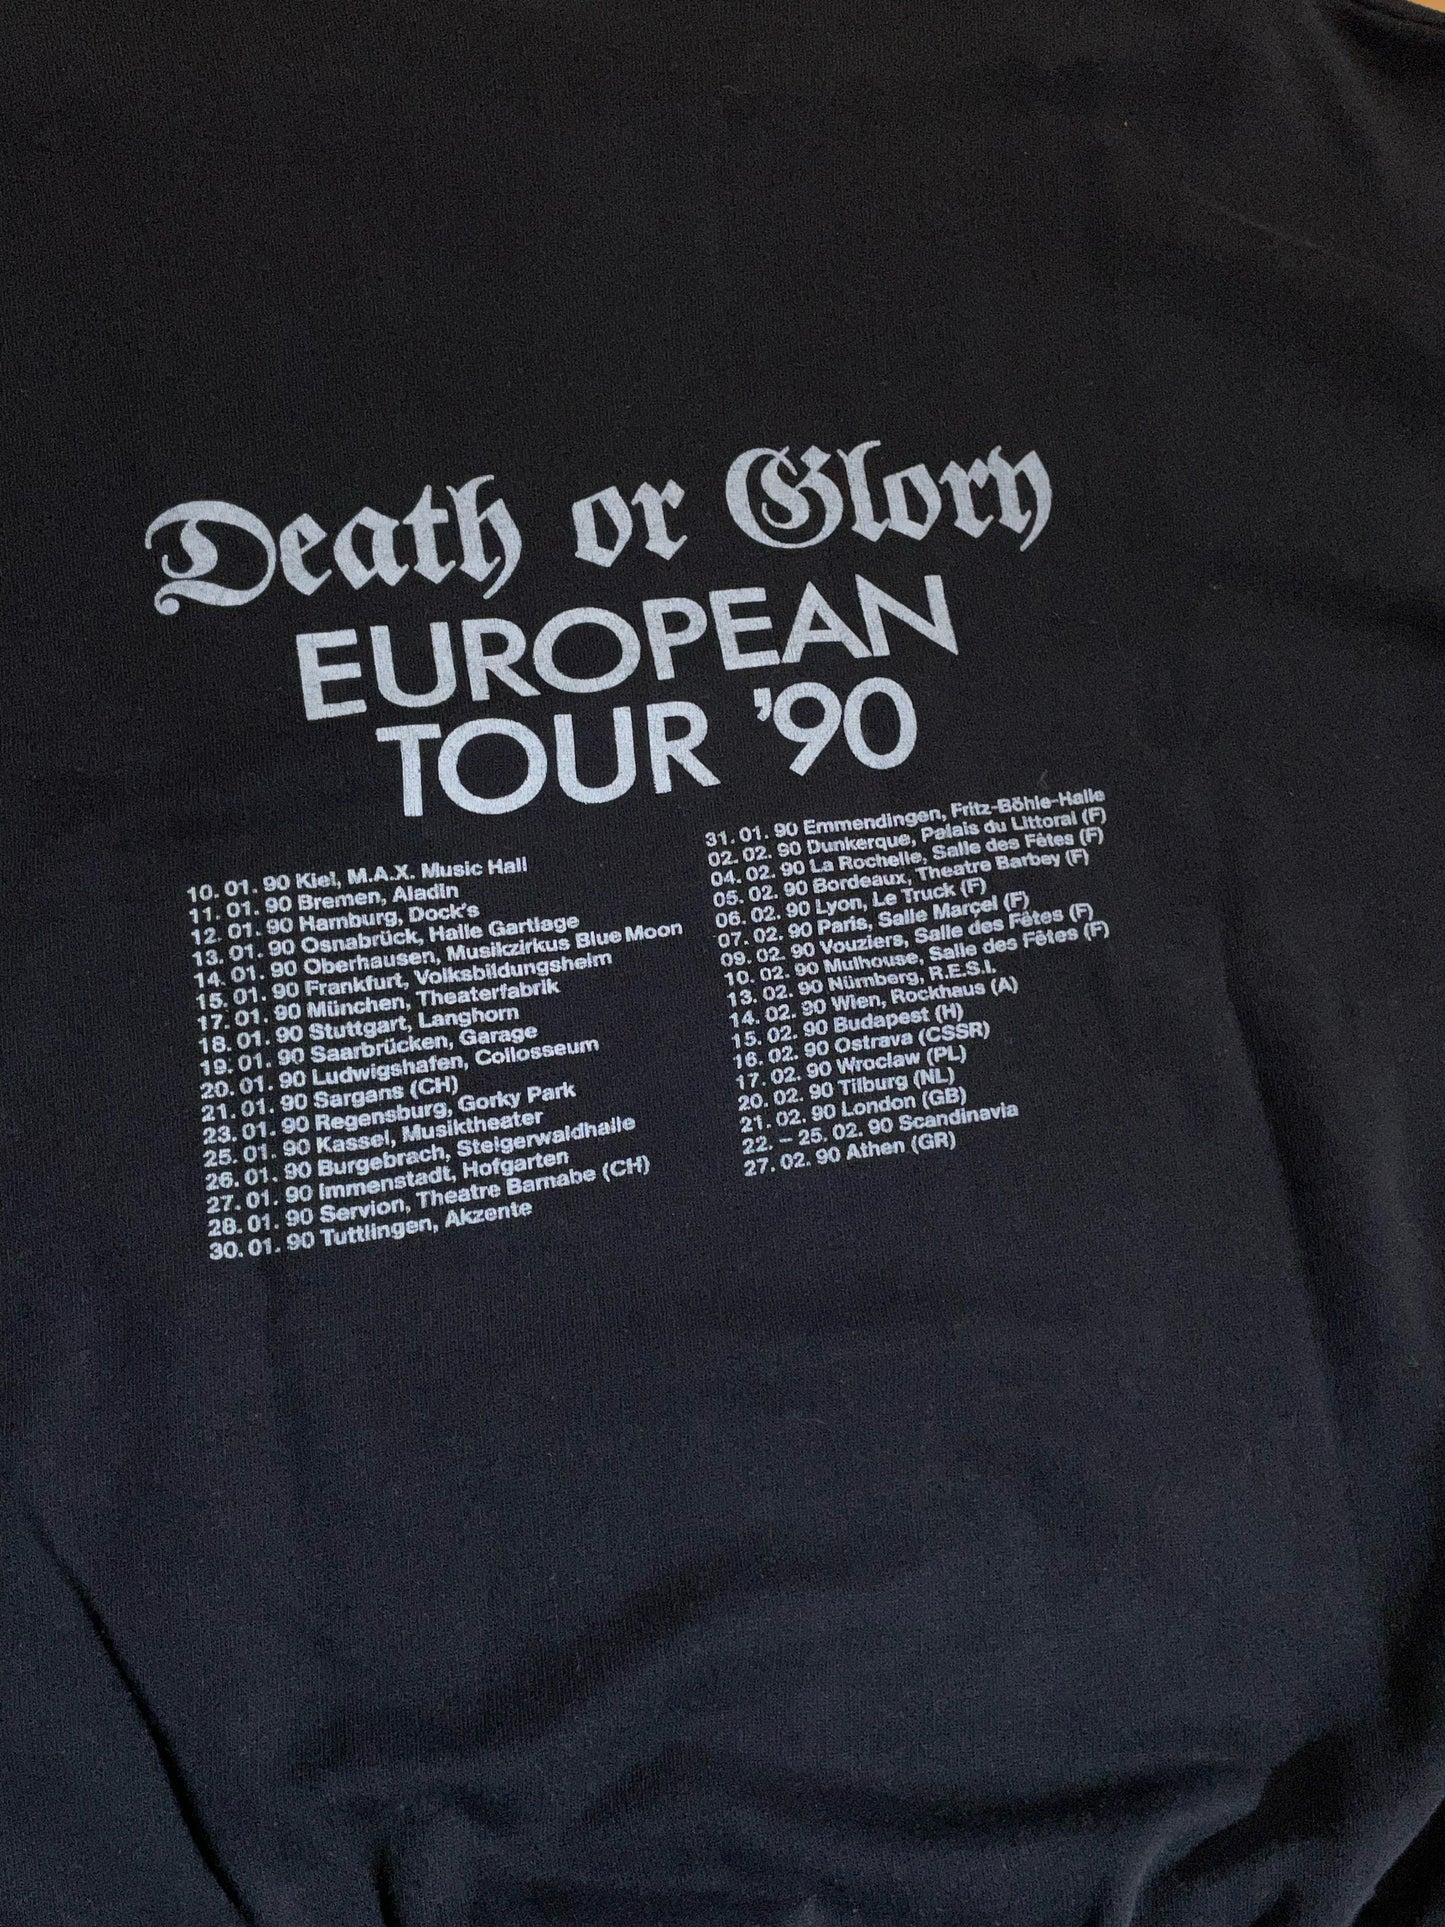 Death or Glory
EUROPEAN
TOUR '90
10. 01. 90 Kiel, M.A.X. Music Hall
11. 01. 90 Bremen, Aladin
12. 01. 90 Hamburg, Dock's
13. 01. 90 Osnabrück, Halle Gartlage
14. 01. 90 Oberhausen, Musikzirkus Blue Moon
15. 01. 90 Frankfurt, Volksbildungsheim
17. 01. 90 München, Theaterfabrik
18. 01. 90 Stuttgart, Langhorn
19. 01. 90 Saarbrücken, Garage
20. 01. 90 Ludwigshafen, Collosseum
21. 01. 90 Sargans (CH)
23. 01. 90 Regensburg, Gorky Park
25. 01. 90 Kassel, Musiktheater
26. 01. 90 Burgebrach, Steigerwaldhalle
27. 01. 90 Immenstadt, Hofgarten
28. 01. 90 Servion, Theatre Barnabe (CH)
30. 01. 90 Tuttlingen, Akzente
31. 01. 90 Emmendingen, Fritz-Böhle-Halle
02. 02. 90 Dunkerque, Palais du Littoral (F)
04. 02. 90 La Rochelle, Salle des Fêtes (F)
05. 02. 90 Bordeaux, Theatre Barbey (F)
06. 02. 90 Lyon, Le Truck (F)
07. 02. 90 Paris, Salle Marçel (F)
09. 02. 90 Vouziers, Salle des Fêtes (F)
10. 02. 90 Mulhouse, Salle des Fêtes (F)
13. 02. 90 Nürnberg, R.E.S.I.
14. 02. 90 Wien, Rockhaus (A)
15. 02. 90 Budapest (H)
16. 02. 90 Ostrava (CSSR)
17. 02. 90 Wroclaw (PL)
20. 02. 90 Tilburg (NL)
21. 02. 90 London (GB)
22. – 25. 02. 90 Scandinavia
27. 02. 90 Athen (GR)